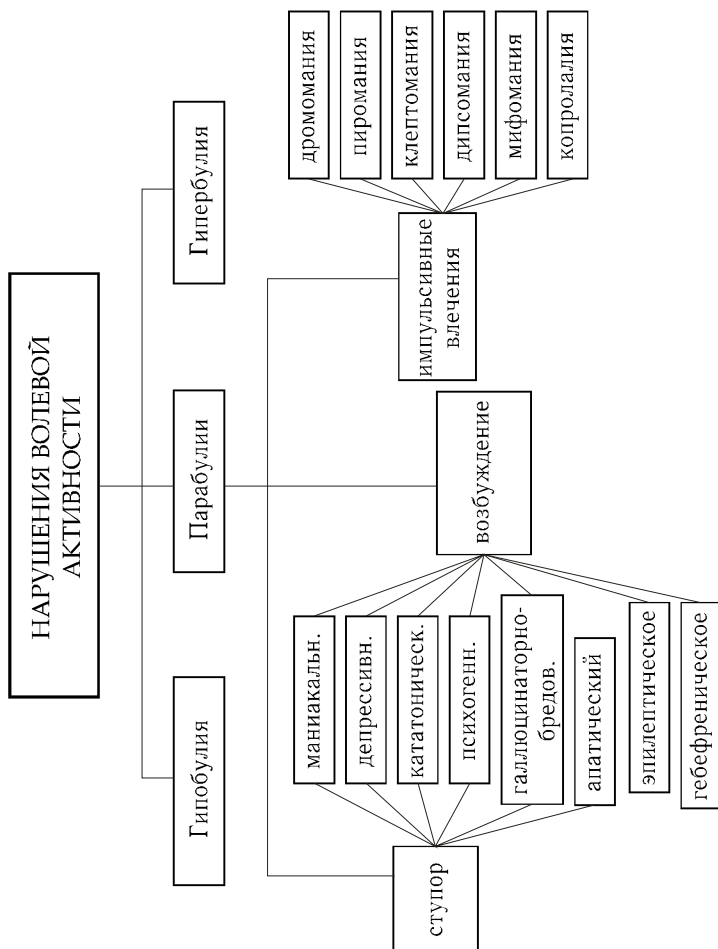 НАРУШЕНИЯ ВОЛЕВОЙ
АКТИВНОСТИ
Гипобулия
Парабулии
Гипербулия
ступор
возбуждение
импульсивные
влечения
маниакальн.
депрессивн.
кататоническ.
психогенн.
галлюцинаторно-
бредов.
апатический
эпилептическое
гебефреническое
дромомания
пиромания
клептомания
дипсомания
мифомания
копролалия